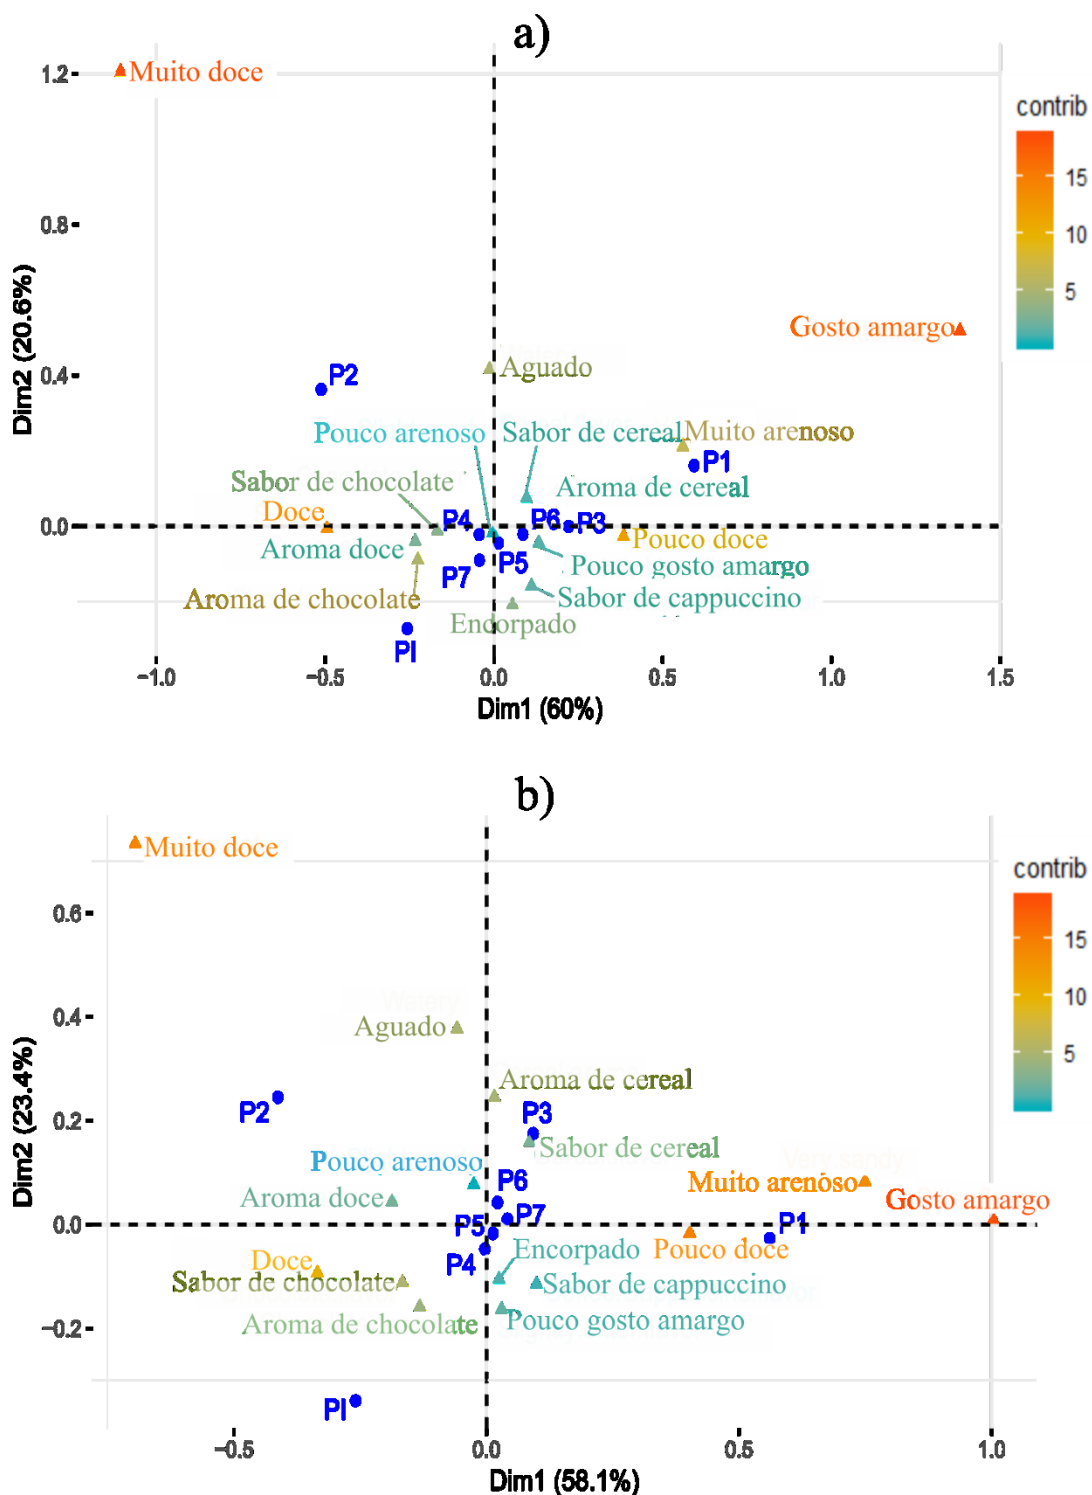 a)
contrib
15
10
5
Dim2 (20.6%)
1.2
0.8
0.4
0.0
Muito doce
Gosto amargo
Aguado
P2
Pouco arenoso
Sabor de cereal
Muito arenoso
P1
Sabor de chocolate
Aroma de cereal
Doce
P4
P6
P3
Pouco doce
Aroma doce
P7
P5
Pouco gosto amargo
Aroma de chocolate
Sabor de cappuccino
Encorpado
PI
−1.0
−0.5
0.0
0.5
1.0
1.5
Dim1 (60%)
b)
contrib
15
10
5
Dim2 (23.4%)
0.6
0.4
0.2
0.0
−0.2
Muito doce
Watery
Aguado
Aroma de cereal
P2
P3
Sabor de cereal
Pouco arenoso
Very sandy
Muito arenoso
Aroma doce
P6
P7
Gosto amargo
P5
P1
P4
Encorpado
Pouco doce
Doce
Sabor de chocolate
Sabor de cappuccino
Aroma de chocolate
Pouco gosto amargo
PI
−0.5
0.0
0.5
1.0
Dim1 (58.1%)